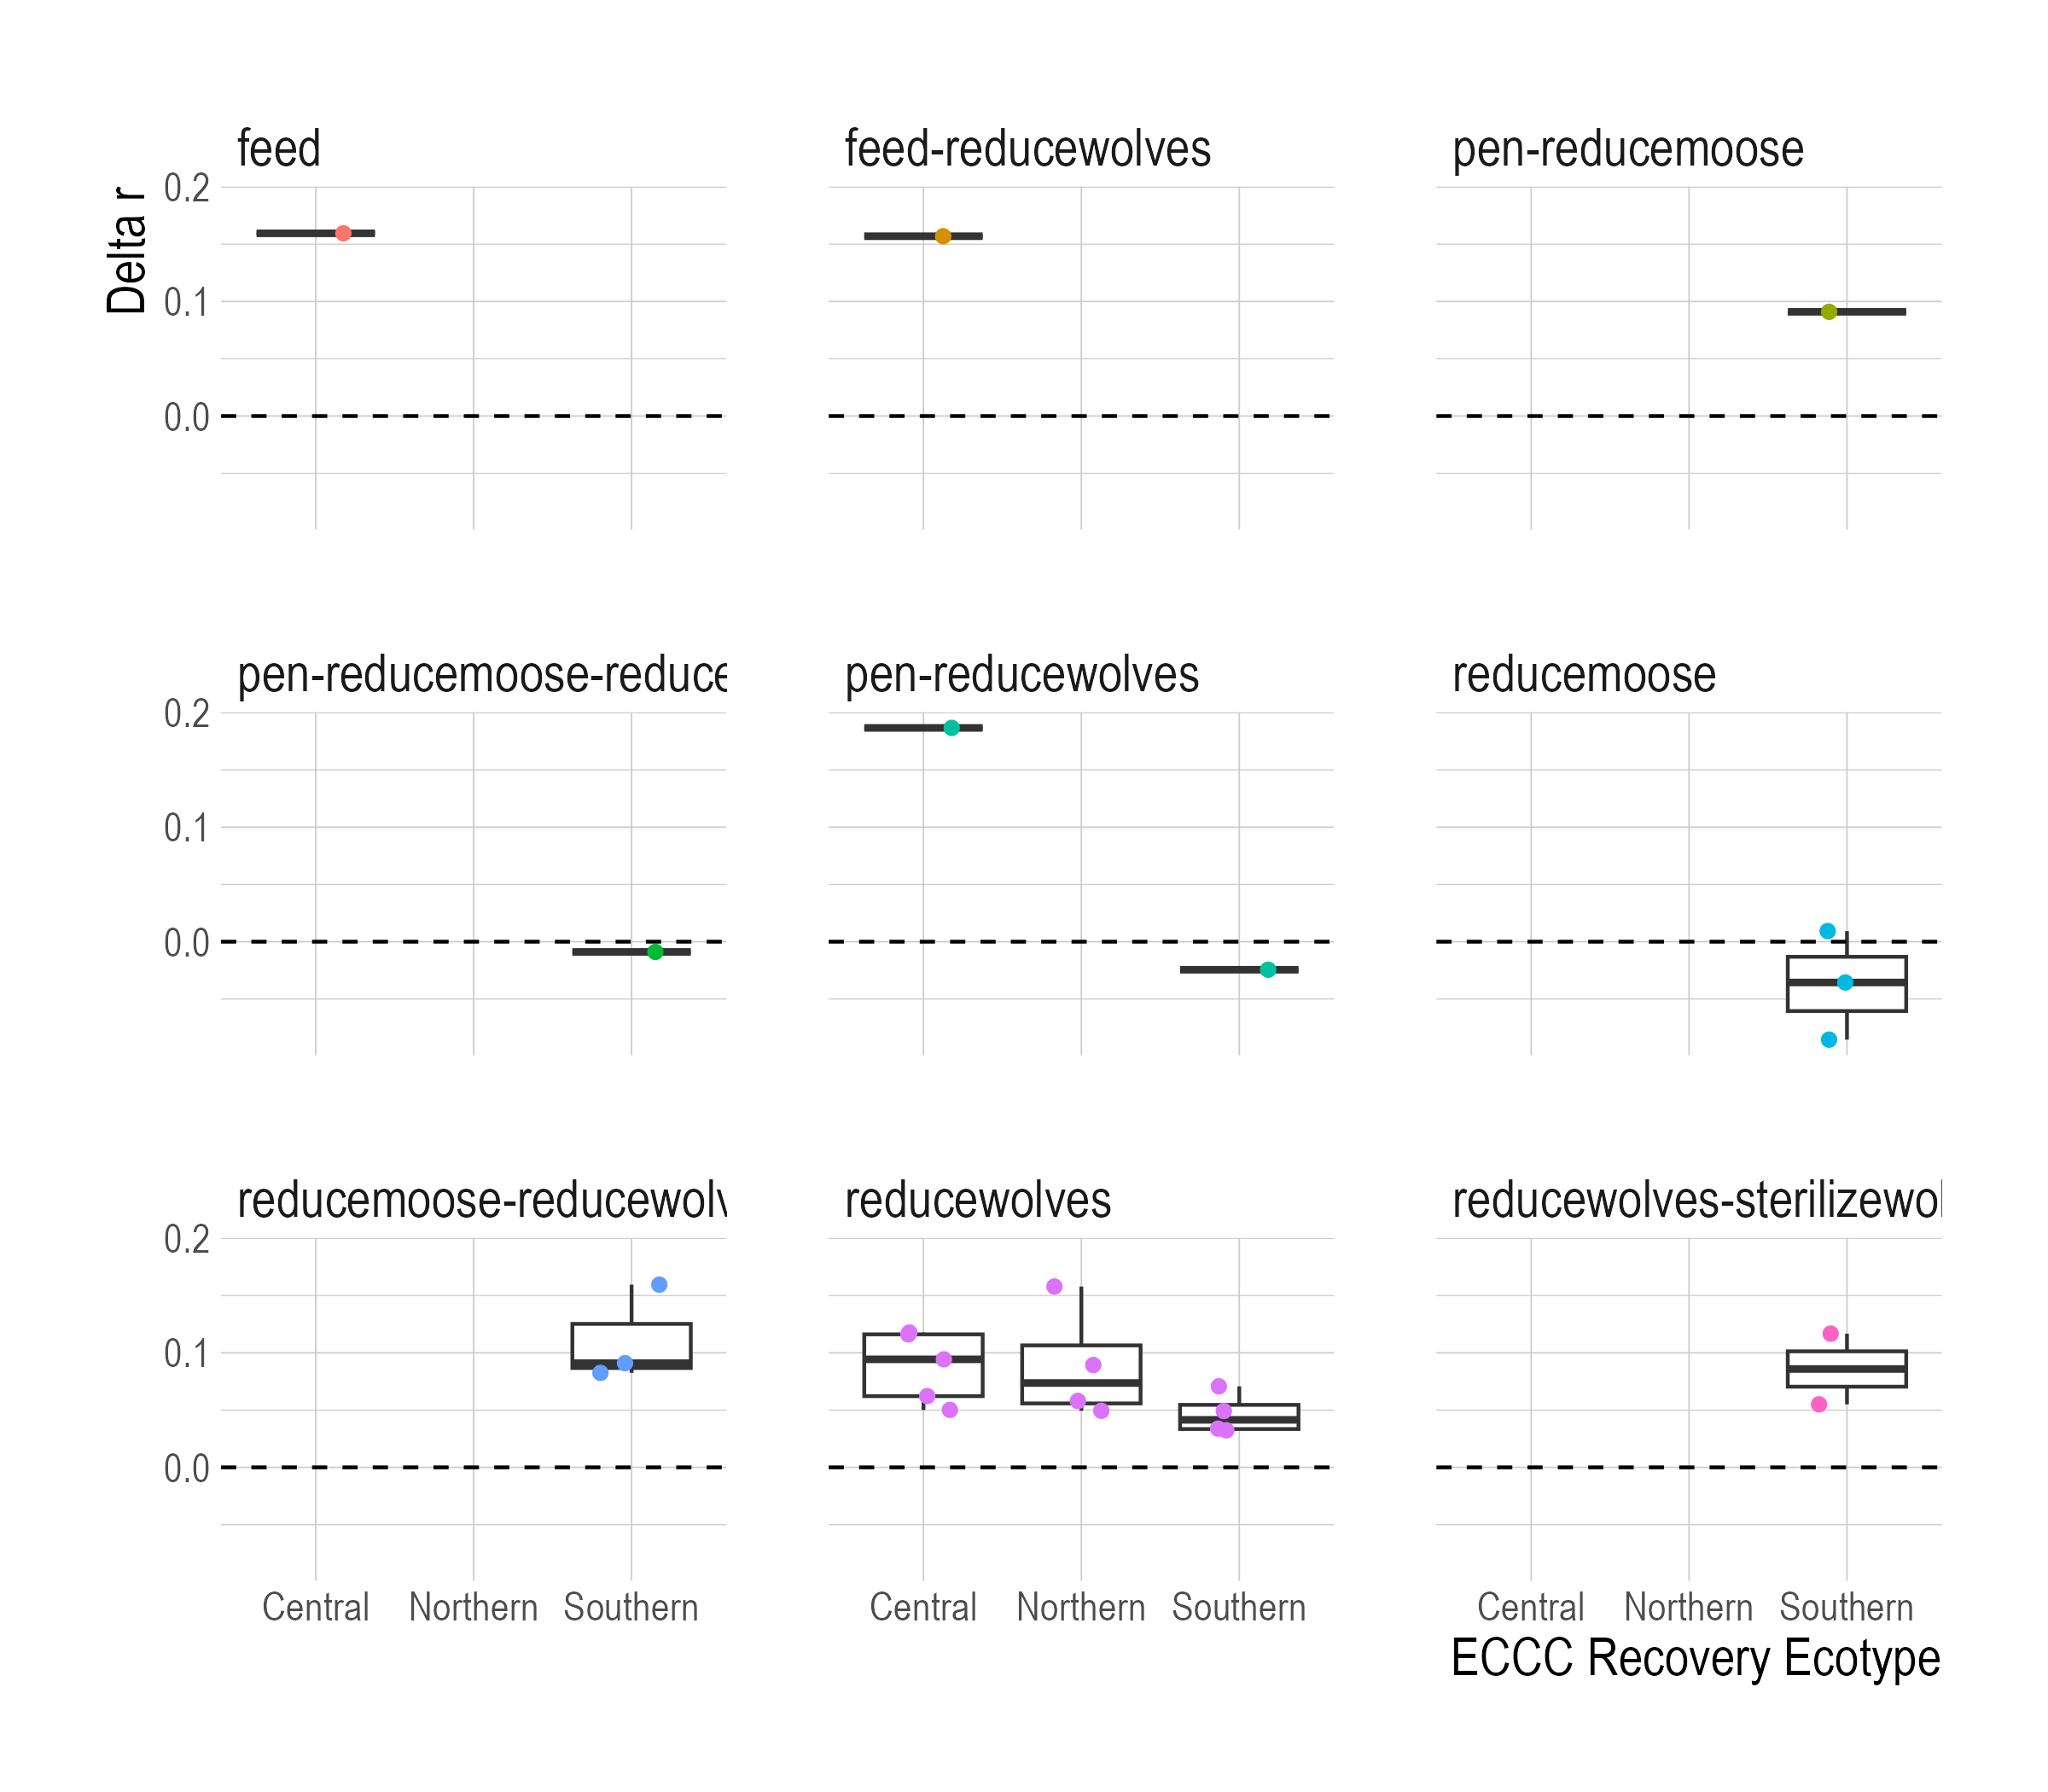 feed
feed-reducewolves
pen-reducemoose
Delta r
0.2
0.1
0.0
pen-reducemoose-reduce
pen-reducewolves
reducemoose
0.2
0.1
0.0
reducemoose-reducewolv
reducewolves
reducewolves-sterilizewol
0.2
0.1
0.0
Central Northern Southern
Central Northern Southern
Central Northern Southern
ECCC Recovery Ecotype